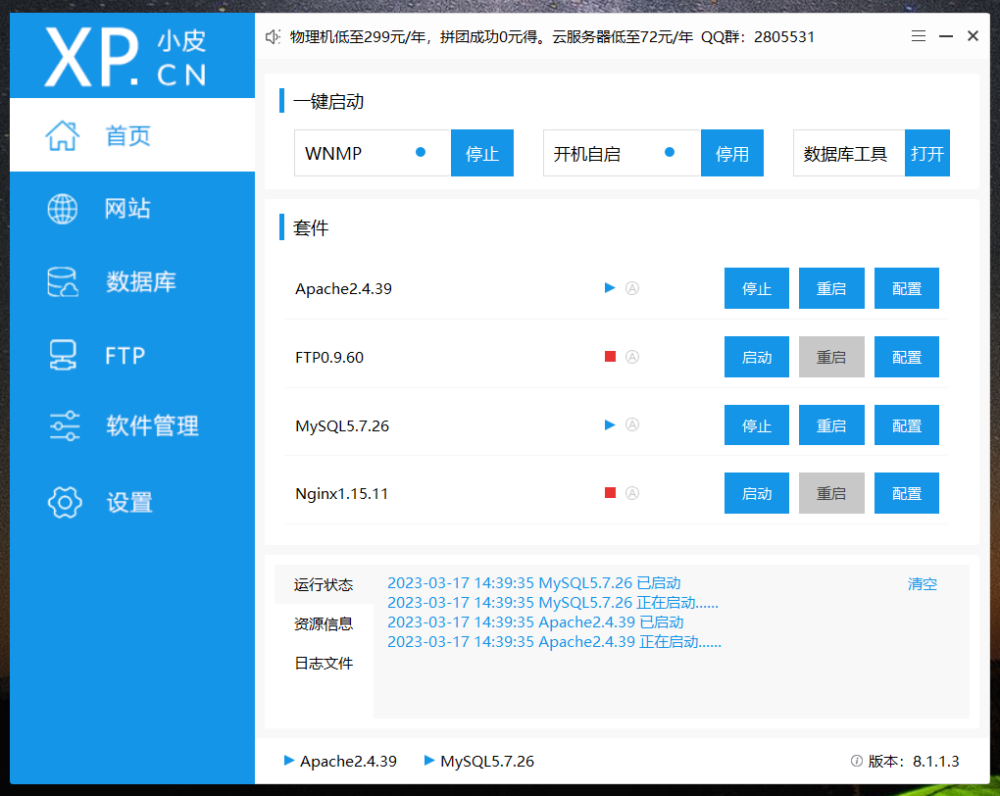 XP.小皮CN
物理机低至299元/年，拼团成功0元得。云服务器低至72元/年 QQ群：2805531
首页
网站
数据库
FTP
软件管理
设置
一键启动
WNMP 停止 开机自启 停用 数据库工具 打开
套件
Apache2.4.39 A 停止 重启 配置
FTP0.9.60 A 启动 重启 配置
MySQL5.7.26 A 停止 重启 配置
Nginx1.15.11 A 启动 重启 配置
运行状态
资源信息
日志文件
2023-03-17 14:39:35 MySQL5.7.26 已启动
2023-03-17 14:39:35 MySQL5.7.26 正在启动......
2023-03-17 14:39:35 Apache2.4.39 已启动
2023-03-17 14:39:35 Apache2.4.39 正在启动......
清空
Apache2.4.39 MySQL5.7.26 版本：8.1.1.3